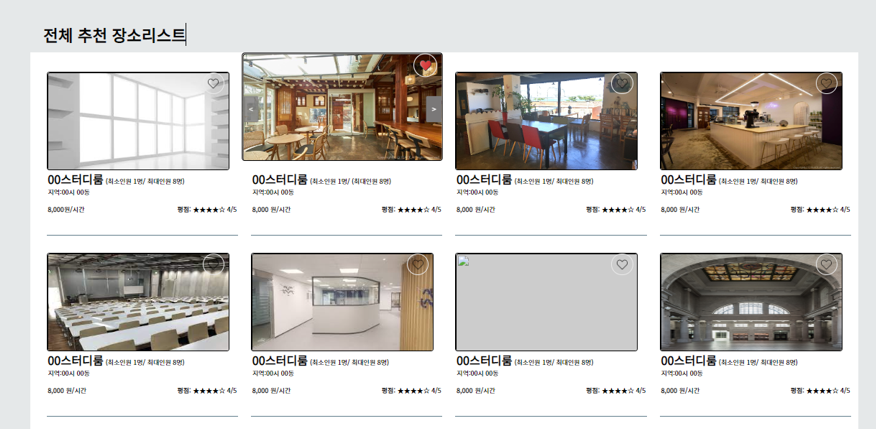 전체 추천 장소리스트
< >
00스터디룸 (최소인원 1명/ 최대인원 8명)
지역:00시 00동
8,000원/시간 평점: ★★★★☆ 4/5
00스터디룸 (최소인원 1명/ 최대인원 8명)
지역:00시 00동
8,000 원/시간 평점: ★★★★☆ 4/5
00스터디룸 (최소인원 1명/ 최대인원 8명)
지역:00시 00동
8,000 원/시간 평점: ★★★★☆ 4/5
00스터디룸 (최소인원 1명/ 최대인원 8명)
지역:00시 00동
8,000 원/시간 평점: ★★★★☆ 4/5
00스터디룸 (최소인원 1명/ 최대인원 8명)
지역:00시 00동
8,000 원/시간 평점: ★★★★☆ 4/5
00스터디룸 (최소인원 1명/ 최대인원 8명)
지역:00시 00동
8,000 원/시간 평점: ★★★★☆ 4/5
00스터디룸 (최소인원 1명/ 최대인원 8명)
지역:00시 00동
8,000 원/시간 평점: ★★★★☆ 4/5
00스터디룸 (최소인원 1명/ 최대인원 8명)
지역:00시 00동
8,000 원/시간 평점: ★★★★☆ 4/5